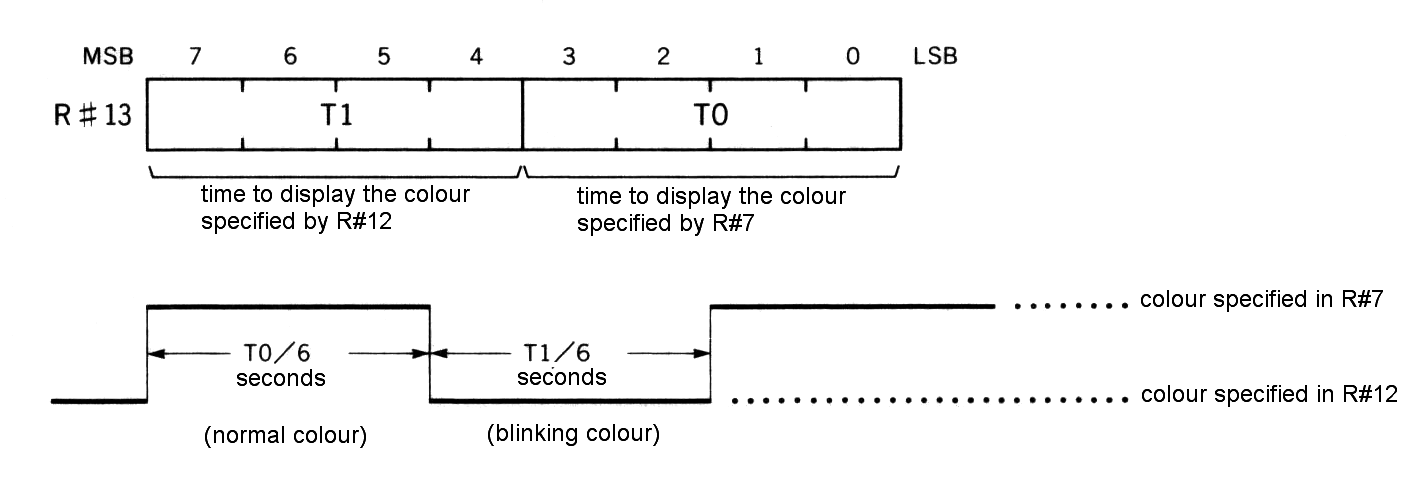 MSB 7 6 5 4 3 2 1 0 LSB
R#13 T1 T0
time to display the colour
specified by R#12
time to display the colour
specified by R#7
colour specified in R#7
T0/6
seconds
T1/6
seconds
colour specified in R#12
(normal colour)
(blinking colour)